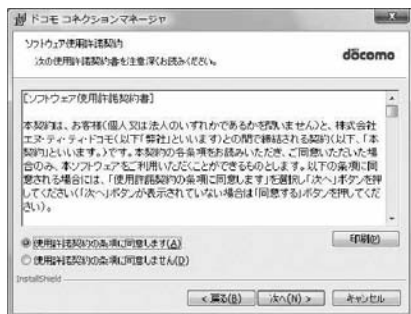 ドコモ コネクションマネージャ
ソフトウェア使用許諾契約
次の使用許諾契約書を注意深くお読みください。
döcomo
[ソフトウェア使用許諾契約書]
本契約は、お客様(個人又は法人のいずれかであるかを問いません)と、株式会社
エヌ・ティ・ティ・ドコモ(以下「弊社」といいます)との間で締結される契約(以下、「本
契約」といいます。)です。本契約の各条項をお読みいただき、ご同意いただいた場
合のみ、本ソフトウェアをご利用いただくことができるものとします。以下の条項に同
意される場合には、「使用許諾契約の条項に同意します」を選択し「次へ」ボタンを押
してください(「次へ」ボタンが表示されていない場合は「同意する」ボタンを押してくだ
さい)。
使用許諾契約の条項に同意します(A)
印刷(P)
使用許諾契約の条項に同意しません(D)
InstallShield
< 戻る(B)
次へ(N) >
キャンセル